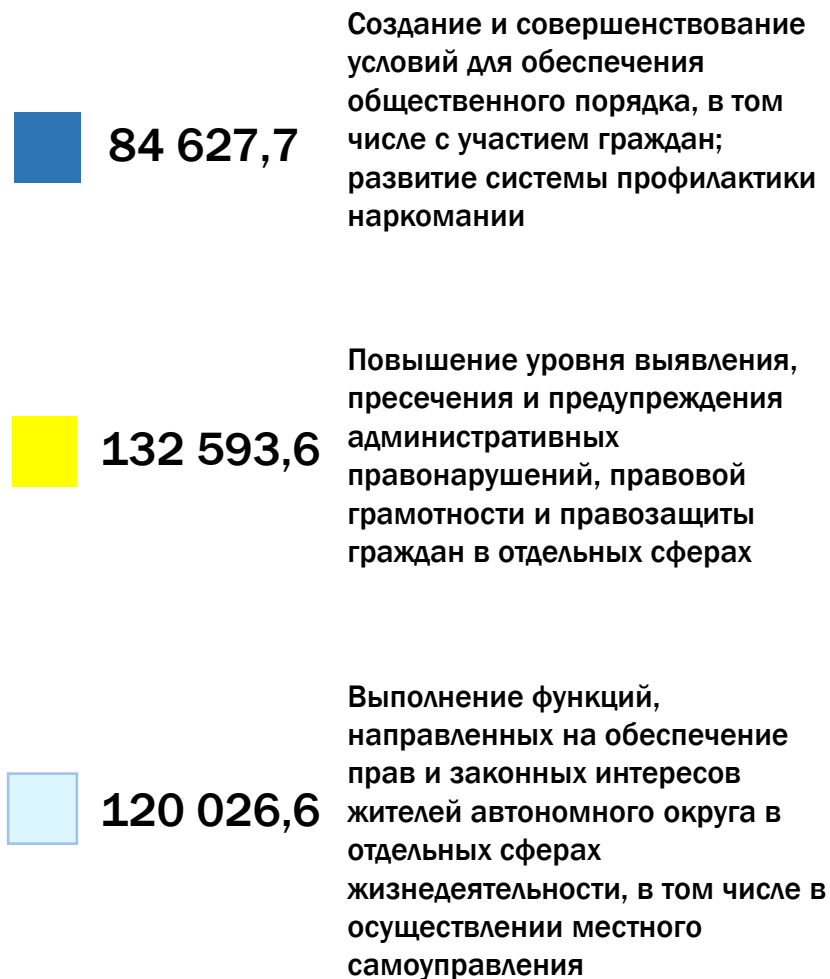 84 627,7
Создание и совершенствование
условий для обеспечения
общественного порядка, в том
числе с участием граждан;
развитие системы профилактики
наркомании
132 593,6
Повышение уровня выявления,
пресечения и предупреждения
административных
правонарушений, правовой
грамотности и правозащиты
граждан в отдельных сферах
120 026,6
Выполнение функций,
направленных на обеспечение
прав и законных интересов
жителей автономного округа в
отдельных сферах
жизнедеятельности, в том числе в
осуществлении местного
самоуправления